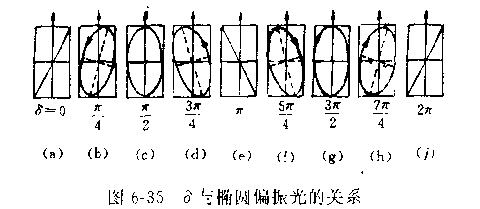 δ=0 π/4 π/2 3π/4 π 5π/4 3π/2 7π/4 2π
(a) (b) (c) (d) (e) (f) (g) (h) (j)
图 6-35 δ与椭圆偏振光的关系